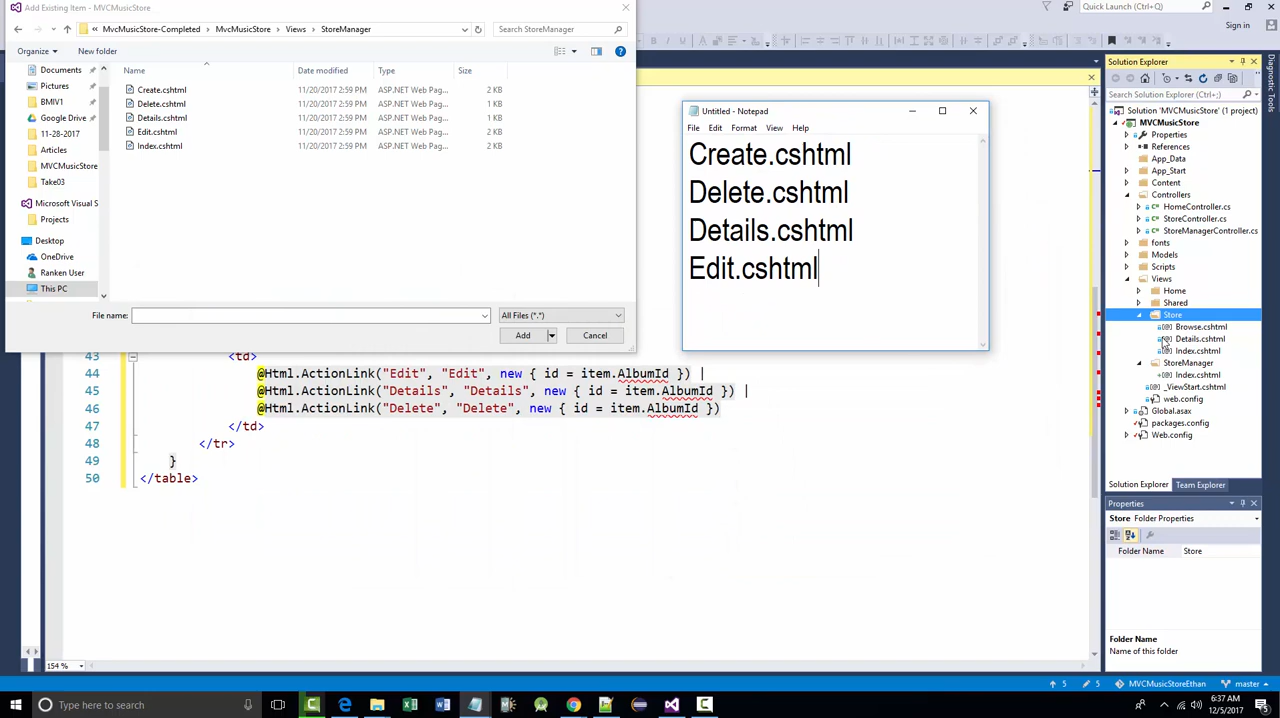 Add Existing Item - MVCMusicStore
MvcMusicStore-Completed > MvcMusicStore > Views > StoreManager
Search StoreManager
Organize
New folder
Name
Date modified
Type
Size
Documents
Pictures
BMIV1
Google Drive
11-28-2017
Articles
MVCMusicStore
Take03
Microsoft Visual S
Projects
Desktop
OneDrive
Ranken User
This PC
Create.cshtml 11/20/2017 2:59 PM ASP.NET Web Pag... 2 KB
Delete.cshtml 11/20/2017 2:59 PM ASP.NET Web Pag... 1 KB
Details.cshtml 11/20/2017 2:59 PM ASP.NET Web Pag... 1 KB
Edit.cshtml 11/20/2017 2:59 PM ASP.NET Web Pag... 2 KB
Index.cshtml 11/20/2017 2:59 PM ASP.NET Web Pag... 2 KB
File name:
All Files (*.*)
Add
Cancel
Untitled - Notepad
File Edit Format View Help
Create.cshtml
Delete.cshtml
Details.cshtml
Edit.cshtml
43 <td>
44 @Html.ActionLink("Edit", "Edit", new { id = item.AlbumId }) |
45 @Html.ActionLink("Details", "Details", new { id = item.AlbumId }) |
46 @Html.ActionLink("Delete", "Delete", new { id = item.AlbumId })
47 </td>
48 </tr>
49 }
50 </table>
154 %
Quick Launch (Ctrl+Q)
Sign in
Diagnostic Tools
Solution Explorer
Search Solution Explorer (Ctrl+;)
Solution 'MVCMusicStore' (1 project)
MVCMusicStore
Properties
References
App_Data
App_Start
Content
Controllers
HomeController.cs
StoreController.cs
StoreManagerController.cs
fonts
Models
Scripts
Views
Home
Shared
Store
Browse.cshtml
Details.cshtml
Index.cshtml
StoreManager
Index.cshtml
_ViewStart.cshtml
web.config
Global.asax
packages.config
Web.config
Solution Explorer Team Explorer
Properties
Store Folder Properties
Folder Name Store
Folder Name
Name of this folder
5 5 MVCMusicStoreEthan master
Type here to search
6:37 AM
12/5/2017